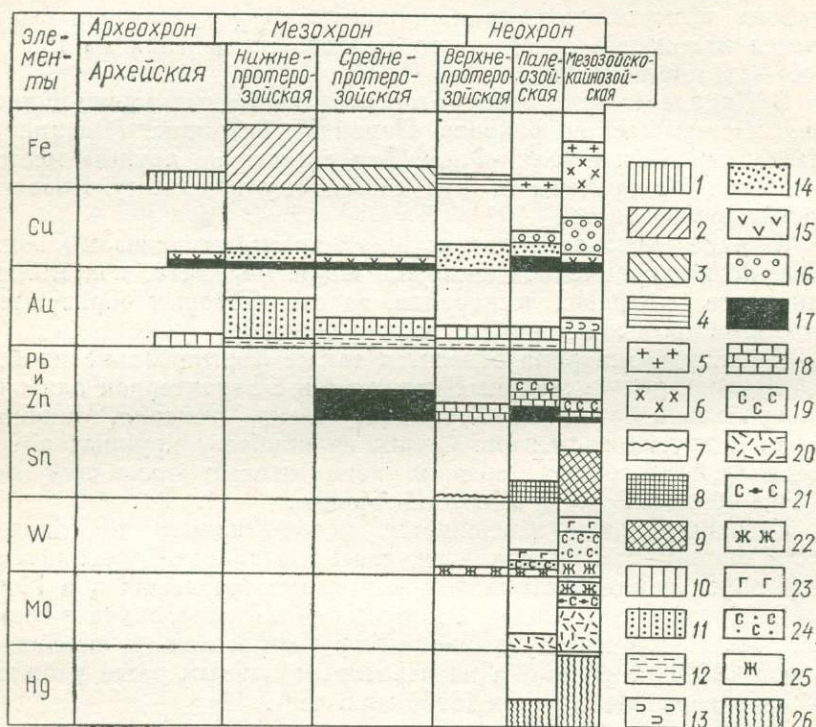 эле-
мен-
ты
Археохрон
Мезохрон
Неохрон
Архейская
Нижне-
протеро-
зойская
Средне-
протеро-
зойская
Верхне-
протеро-
зойская
Пале-
озой-
ская
Мезозойско-
кайнозой-
ская
Fe
Cu
Au
Pb
и
Zn
Sn
W
Mo
Hg
1
2
3
4
5
6
7
8
9
10
11
12
13
14
15
16
17
18
19
20
21
22
23
24
25
26